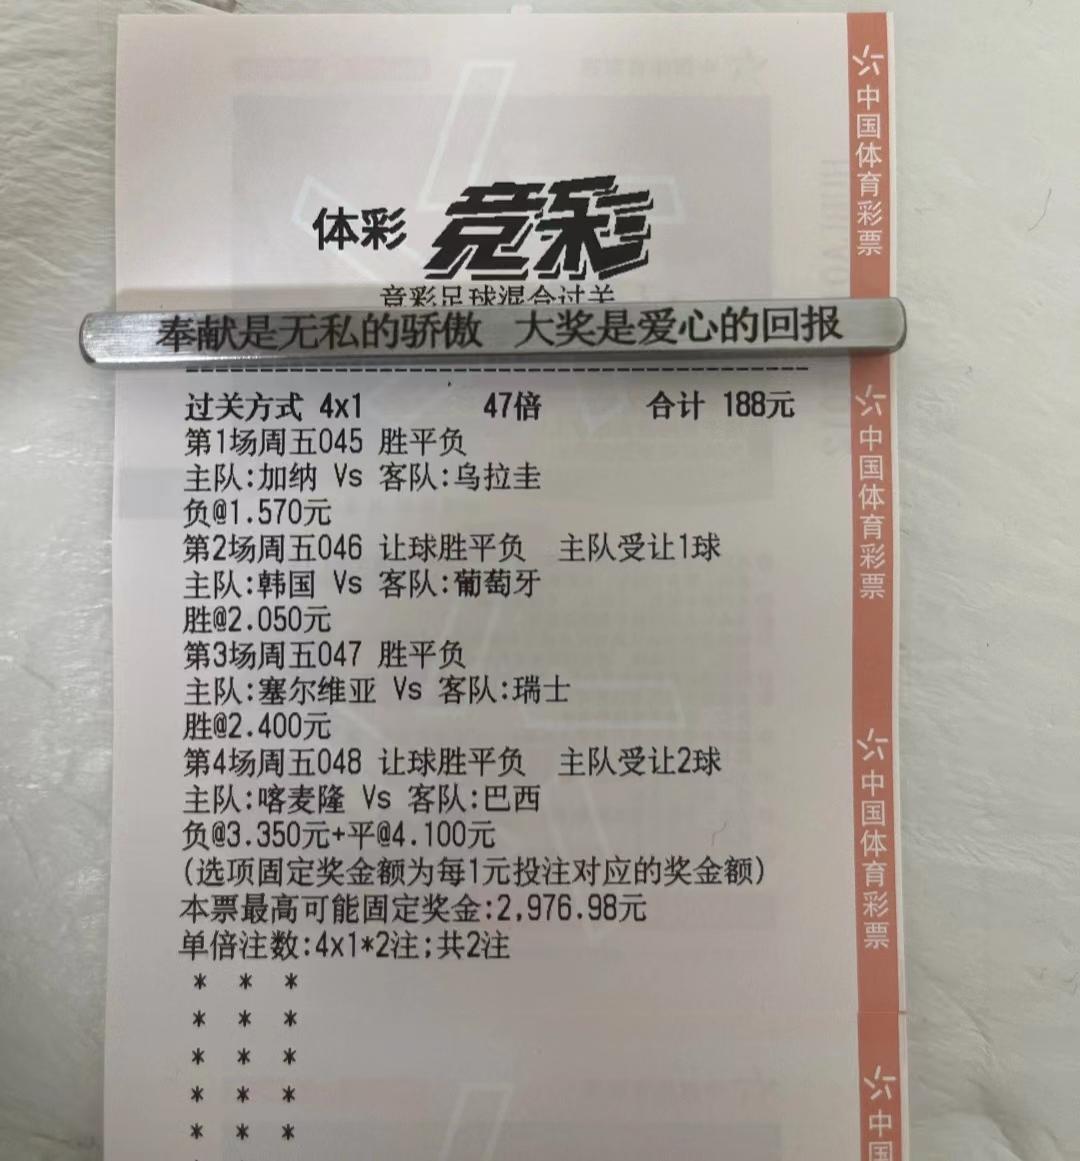 体彩 竞彩
竞彩足球混合过关
奉献是无私的骄傲 大奖是爱心的回报
过关方式 4x1 47倍 合计 188元
第1场周五045 胜平负
主队:加纳 Vs 客队:乌拉圭
负@1.570元
第2场周五046 让球胜平负 主队受让1球
主队:韩国 Vs 客队:葡萄牙
胜@2.050元
第3场周五047 胜平负
主队:塞尔维亚 Vs 客队:瑞士
胜@2.400元
第4场周五048 让球胜平负 主队受让2球
主队:喀麦隆 Vs 客队:巴西
负@3.350元+平@4.100元
(选项固定奖金额为每1元投注对应的奖金额)
本票最高可能固定奖金:2,976.98元
单倍注数:4x1*2注;共2注
* * *
* * *
* * *
* * *
* * *
中国体育彩票
中国体育彩票
中国体育彩票
中国